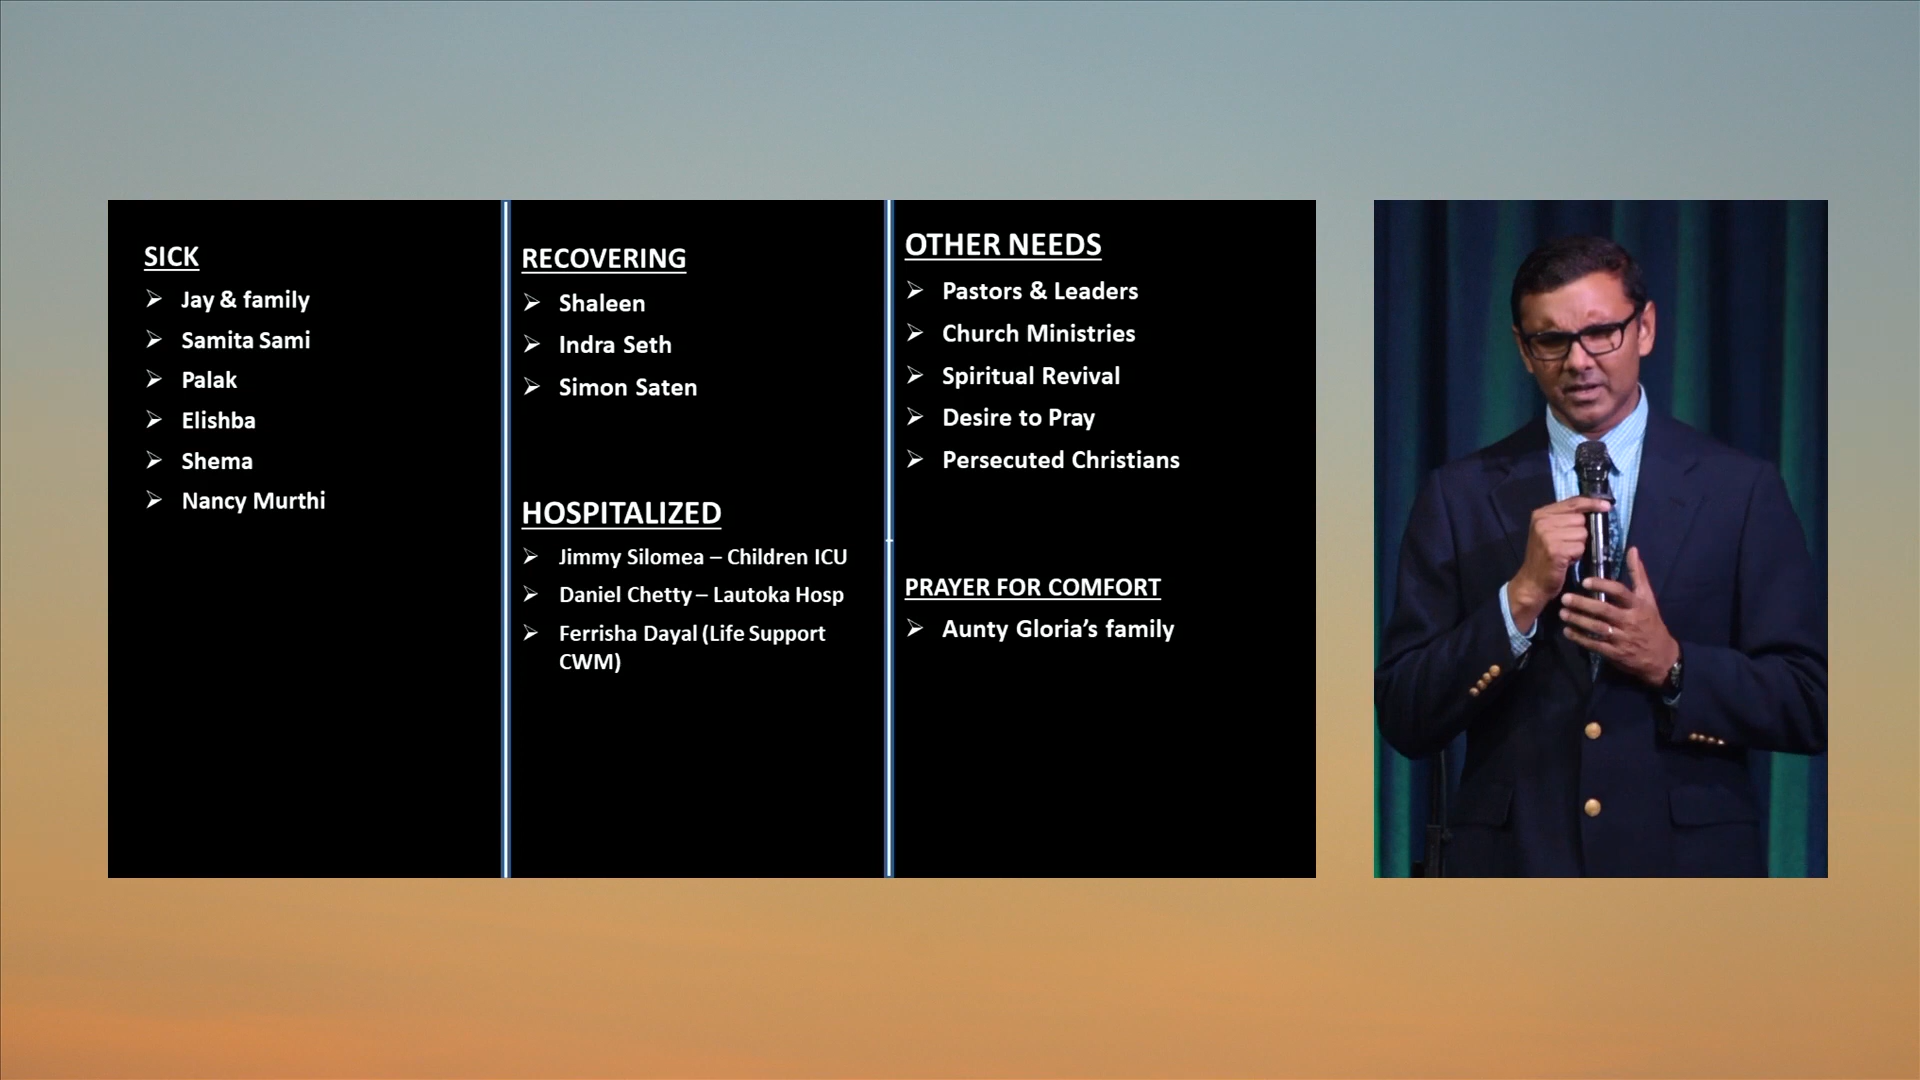 SICK
Jay & family
Samita Sami
Palak
Elishba
Shema
Nancy Murthi
RECOVERING
Shaleen
Indra Seth
Simon Saten
HOSPITALIZED
Jimmy Silomea – Children ICU
Daniel Chetty – Lautoka Hosp
Ferrisha Dayal (Life Support
CWM)
OTHER NEEDS
Pastors & Leaders
Church Ministries
Spiritual Revival
Desire to Pray
Persecuted Christians
PRAYER FOR COMFORT
Aunty Gloria’s family